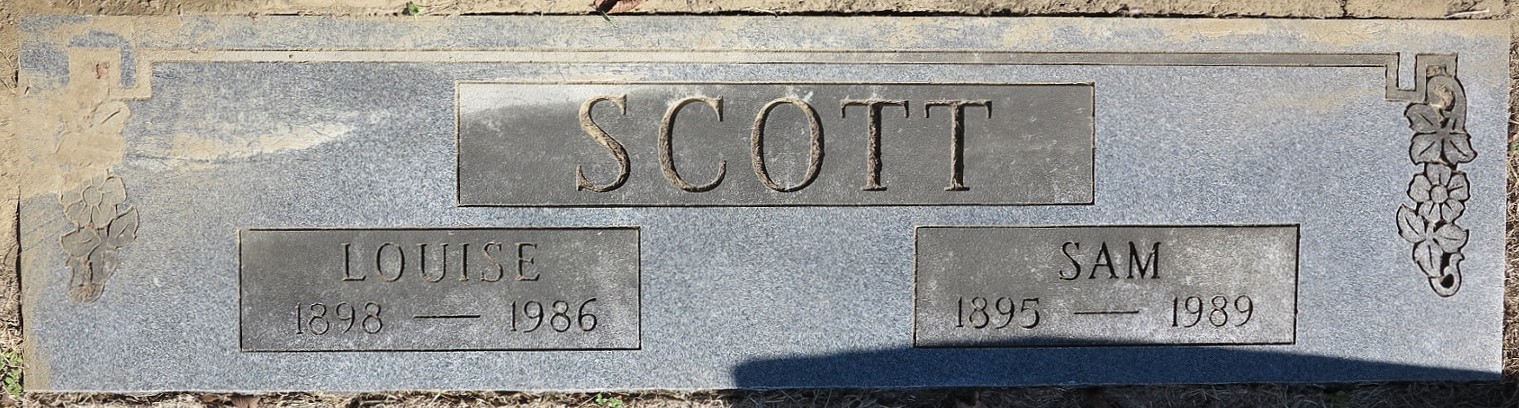 SCOTT
LOUISE
1898 — 1986
SAM
1895 — 1989